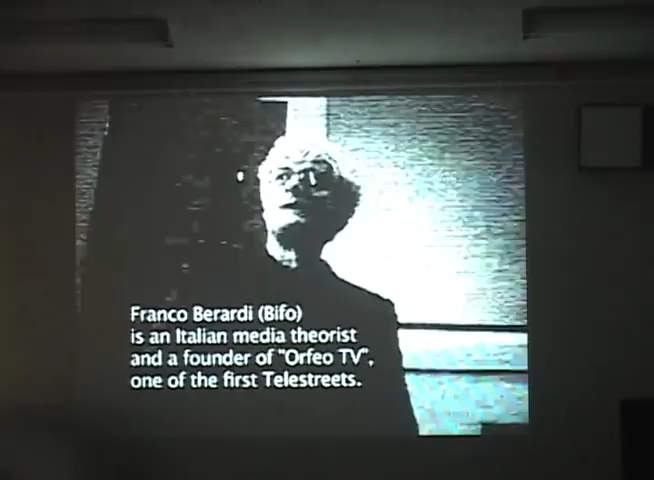 Franco Berardi (Bifo)
is an Italian media theorist
and a founder of "Orfeo TV",
one of the first Telestreets.